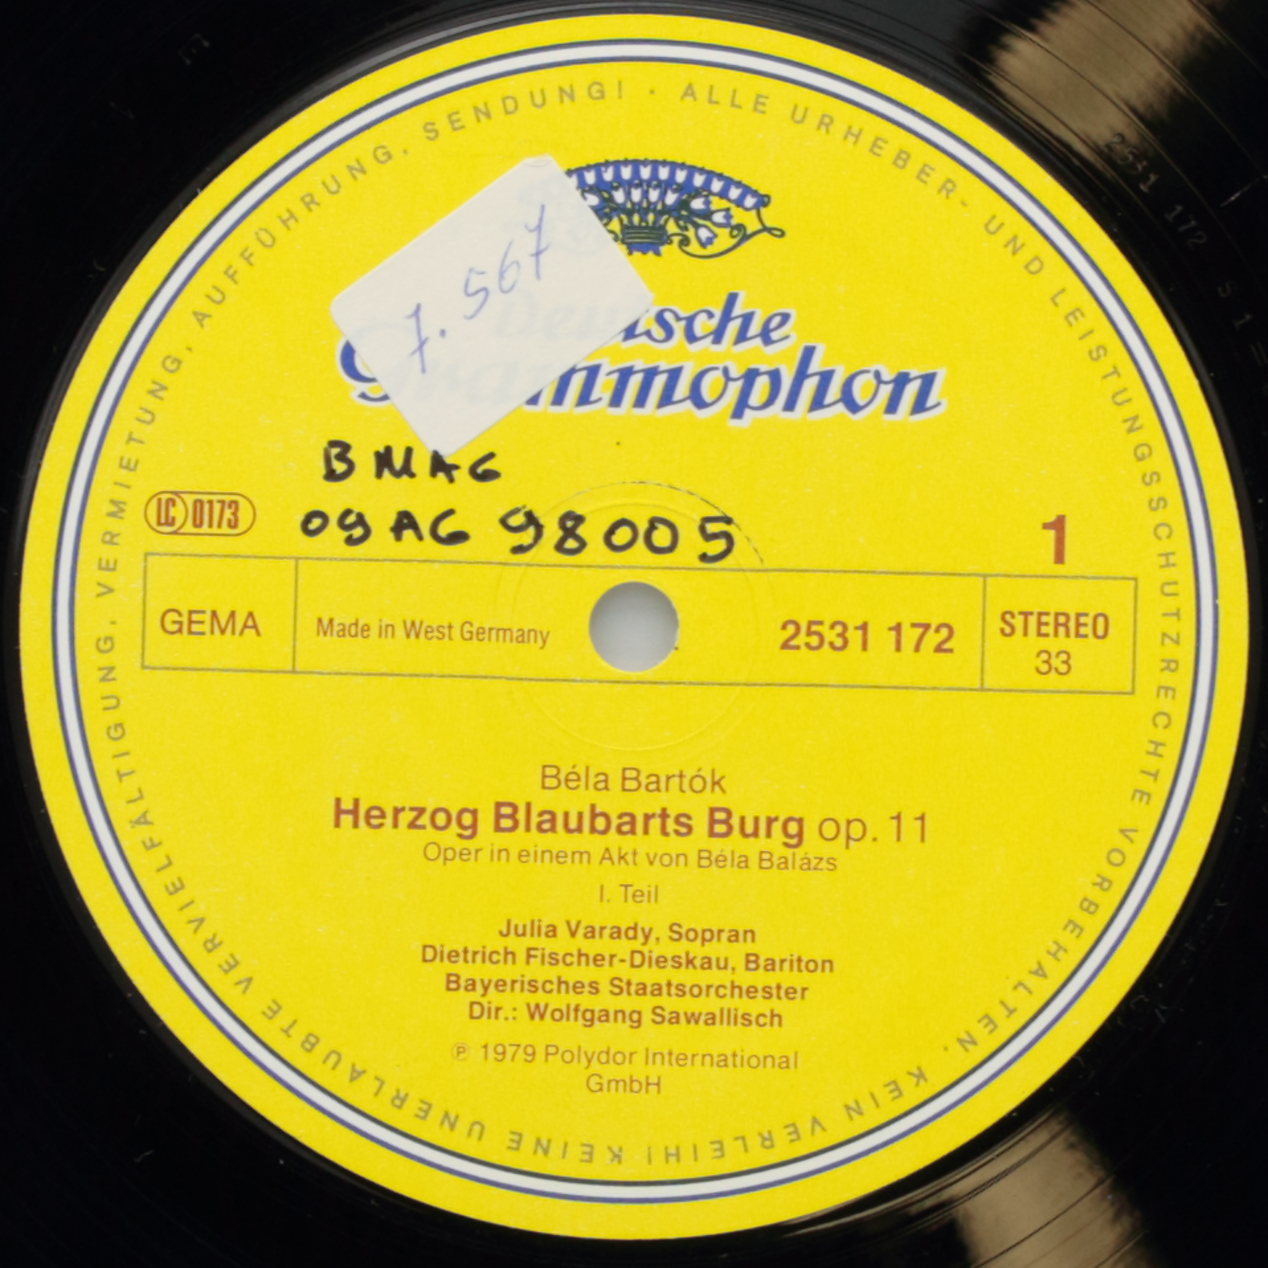 ALLE URHEBER- UND LEISTUNGSSCHUTZRECHTE VORBEHALTEN. KEIN VERLEIH! KEINE UNERLAUBTE VERVIELFÄLTIGUNG, VERMIETUNG, AUFFÜHRUNG, SENDUNG! ·
7.567
Deutsche
Grammophon
BMAG
09AG 98005
LC 0173
1
GEMA
Made in West Germany
2531 172
STEREO
33
Béla Bartók
Herzog Blaubarts Burg op. 11
Oper in einem Akt von Béla Balázs
I. Teil
Julia Varady, Sopran
Dietrich Fischer-Dieskau, Bariton
Bayerisches Staatsorchester
Dir.: Wolfgang Sawallisch
℗ 1979 Polydor International
GmbH
2531 172 S 1